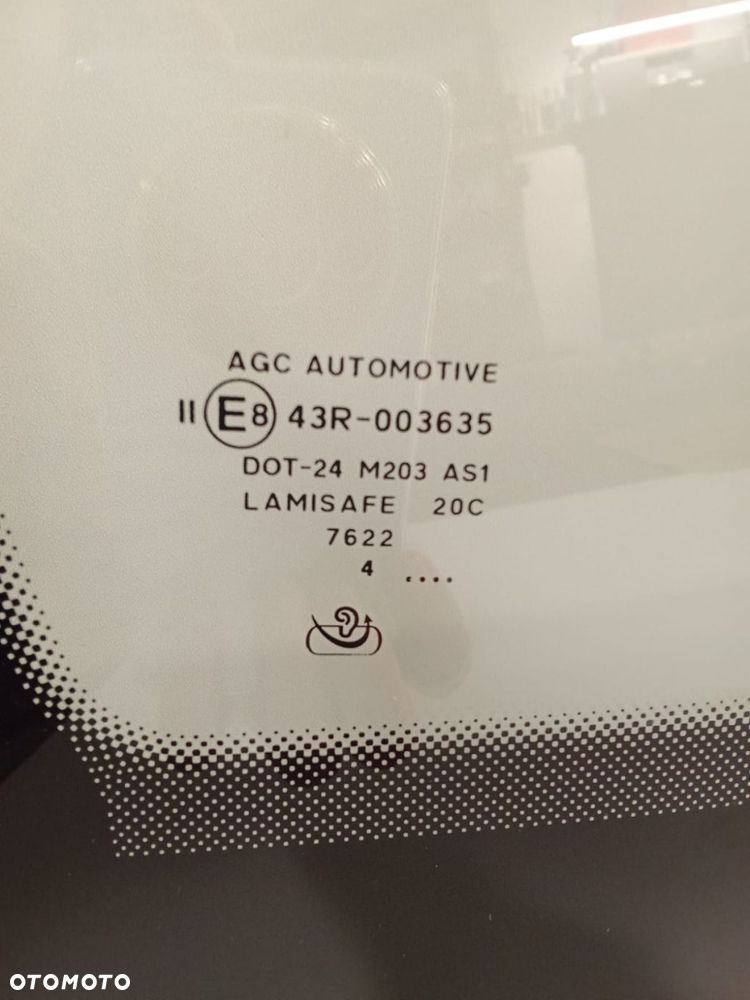 AGC AUTOMOTIVE
II E8 43R-003635
DOT-24 M203 AS1
LAMISAFE 20C
7622
4 ....
OTOMOTO